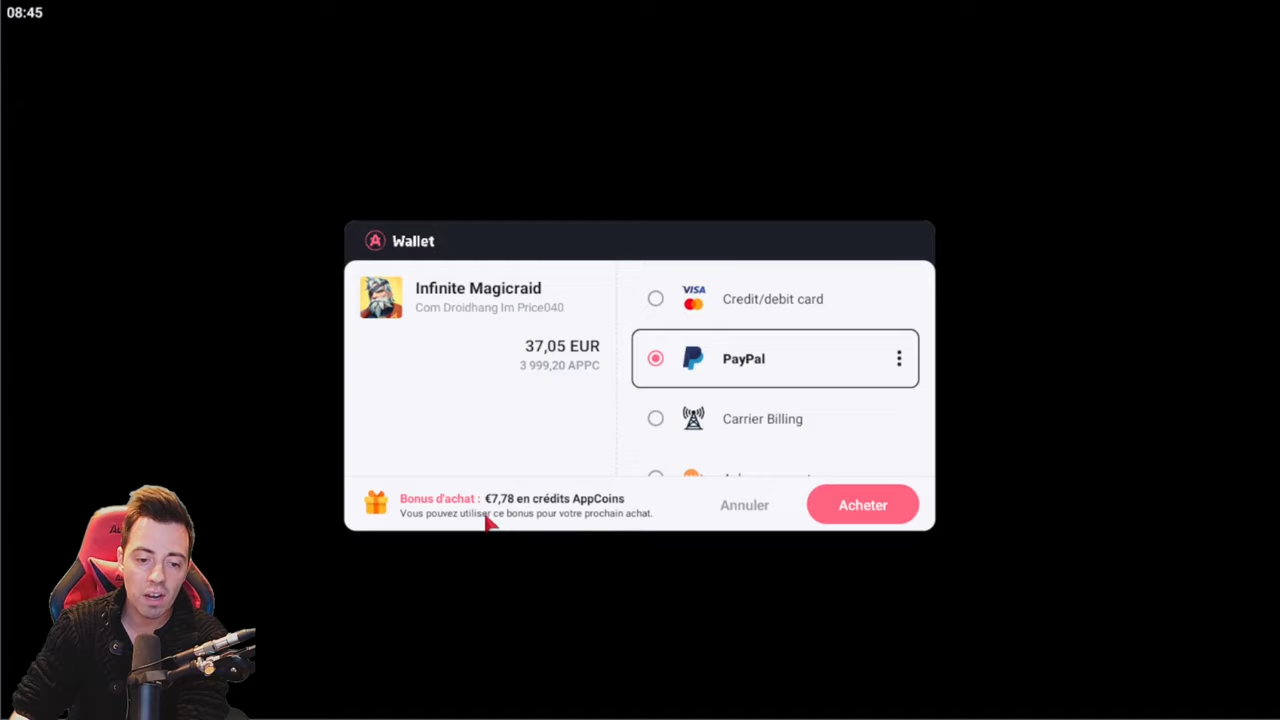 08:45
Wallet
Infinite Magicraid
Com Droidhang Im Price040
37,05 EUR
3 999,20 APPC
VISA
Credit/debit card
PayPal
Carrier Billing
Bonus d'achat : €7,78 en crédits AppCoins
Vous pouvez utiliser ce bonus pour votre prochain achat.
Annuler
Acheter